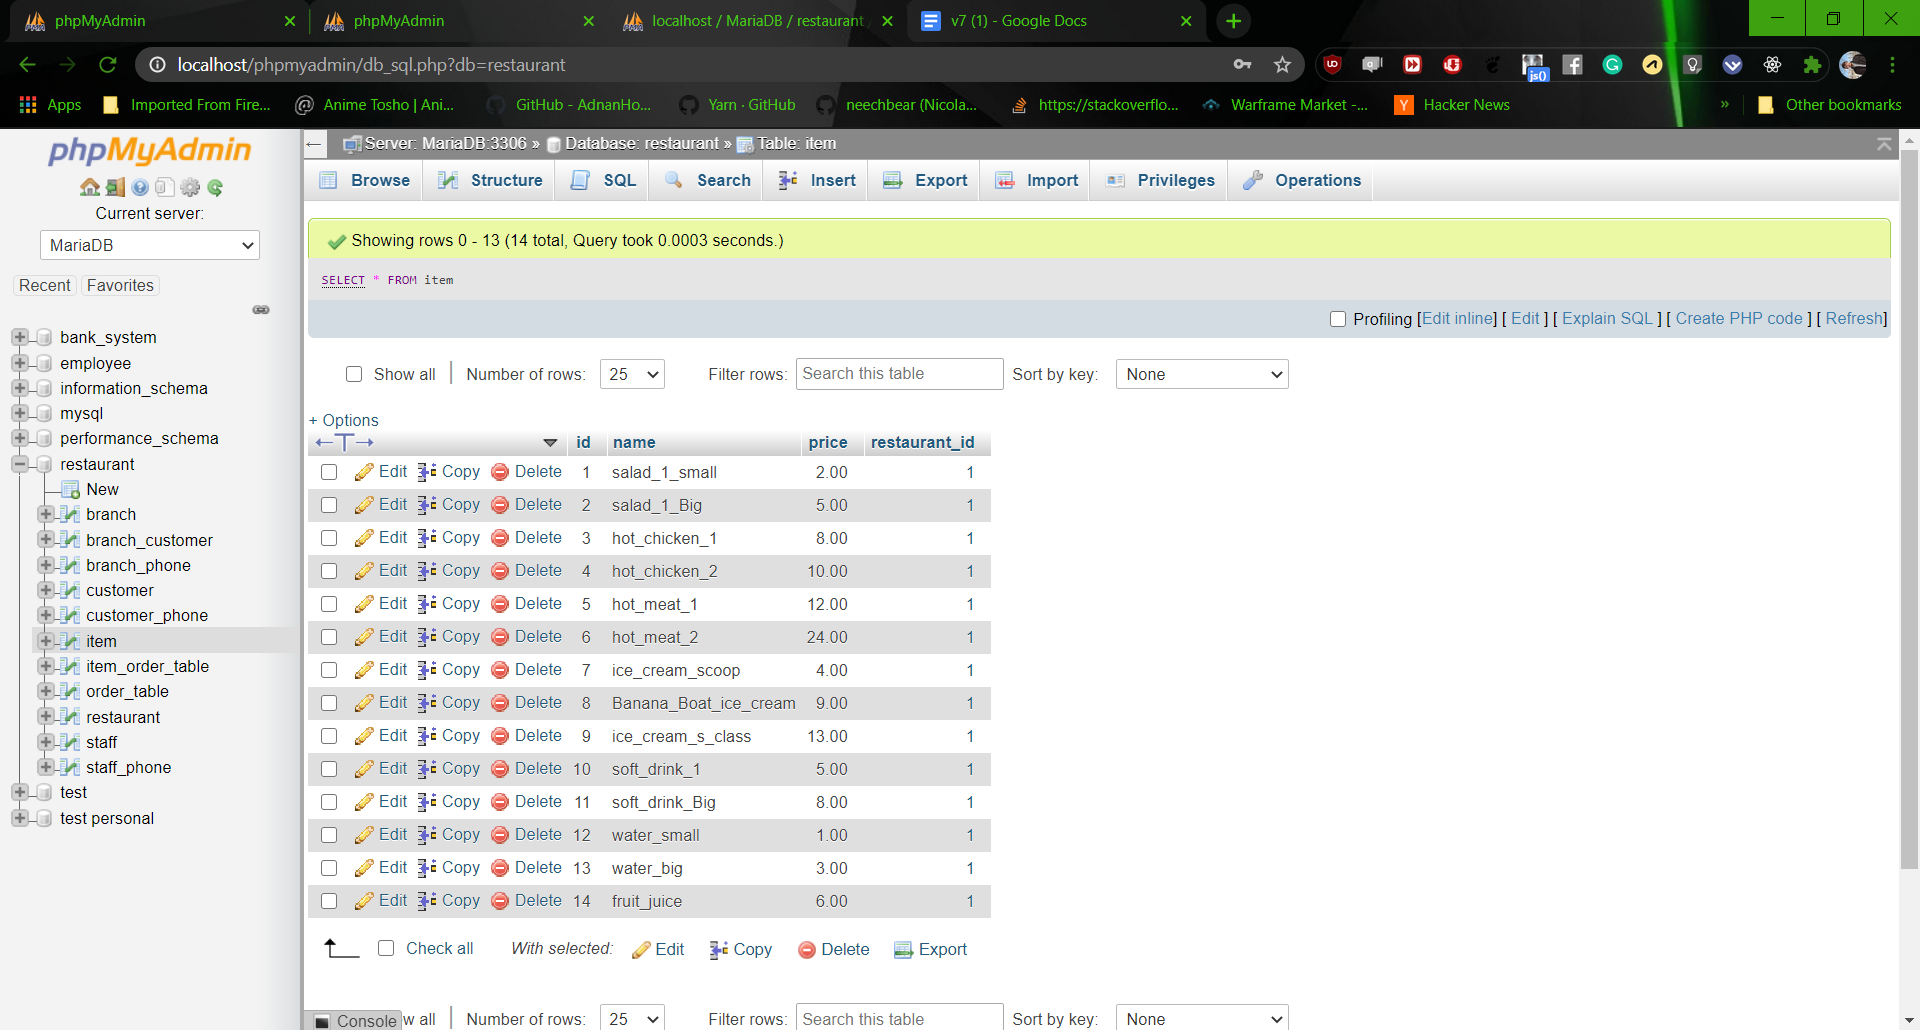 phpMyAdmin
phpMyAdmin
localhost / MariaDB / restaurant
v7 (1) - Google Docs
localhost/phpmyadmin/db_sql.php?db=restaurant
js()
Apps
Imported From Fire...
Anime Tosho | Ani...
GitHub - AdnanHo...
Yarn · GitHub
neechbear (Nicola...
https://stackoverflo...
Warframe Market -...
Hacker News
»
Other bookmarks
phpMyAdmin
Current server:
MariaDB
Recent
Favorites
bank_system
employee
information_schema
mysql
performance_schema
restaurant
New
branch
branch_customer
branch_phone
customer
customer_phone
item
item_order_table
order_table
restaurant
staff
staff_phone
test
test personal
Server: MariaDB:3306 » Database: restaurant » Table: item
Browse Structure SQL Search Insert Export Import Privileges Operations
Showing rows 0 - 13 (14 total, Query took 0.0003 seconds.)
SELECT * FROM item
Profiling [Edit inline] [ Edit ] [ Explain SQL ] [ Create PHP code ] [ Refresh]
Show all | Number of rows: 25 Filter rows: Search this table Sort by key: None
+ Options
id name price restaurant_id
Edit Copy Delete 1 salad_1_small 2.00 1
Edit Copy Delete 2 salad_1_Big 5.00 1
Edit Copy Delete 3 hot_chicken_1 8.00 1
Edit Copy Delete 4 hot_chicken_2 10.00 1
Edit Copy Delete 5 hot_meat_1 12.00 1
Edit Copy Delete 6 hot_meat_2 24.00 1
Edit Copy Delete 7 ice_cream_scoop 4.00 1
Edit Copy Delete 8 Banana_Boat_ice_cream 9.00 1
Edit Copy Delete 9 ice_cream_s_class 13.00 1
Edit Copy Delete 10 soft_drink_1 5.00 1
Edit Copy Delete 11 soft_drink_Big 8.00 1
Edit Copy Delete 12 water_small 1.00 1
Edit Copy Delete 13 water_big 3.00 1
Edit Copy Delete 14 fruit_juice 6.00 1
Check all With selected: Edit Copy Delete Export
Console w all | Number of rows: 25 Filter rows: Search this table Sort by key: None